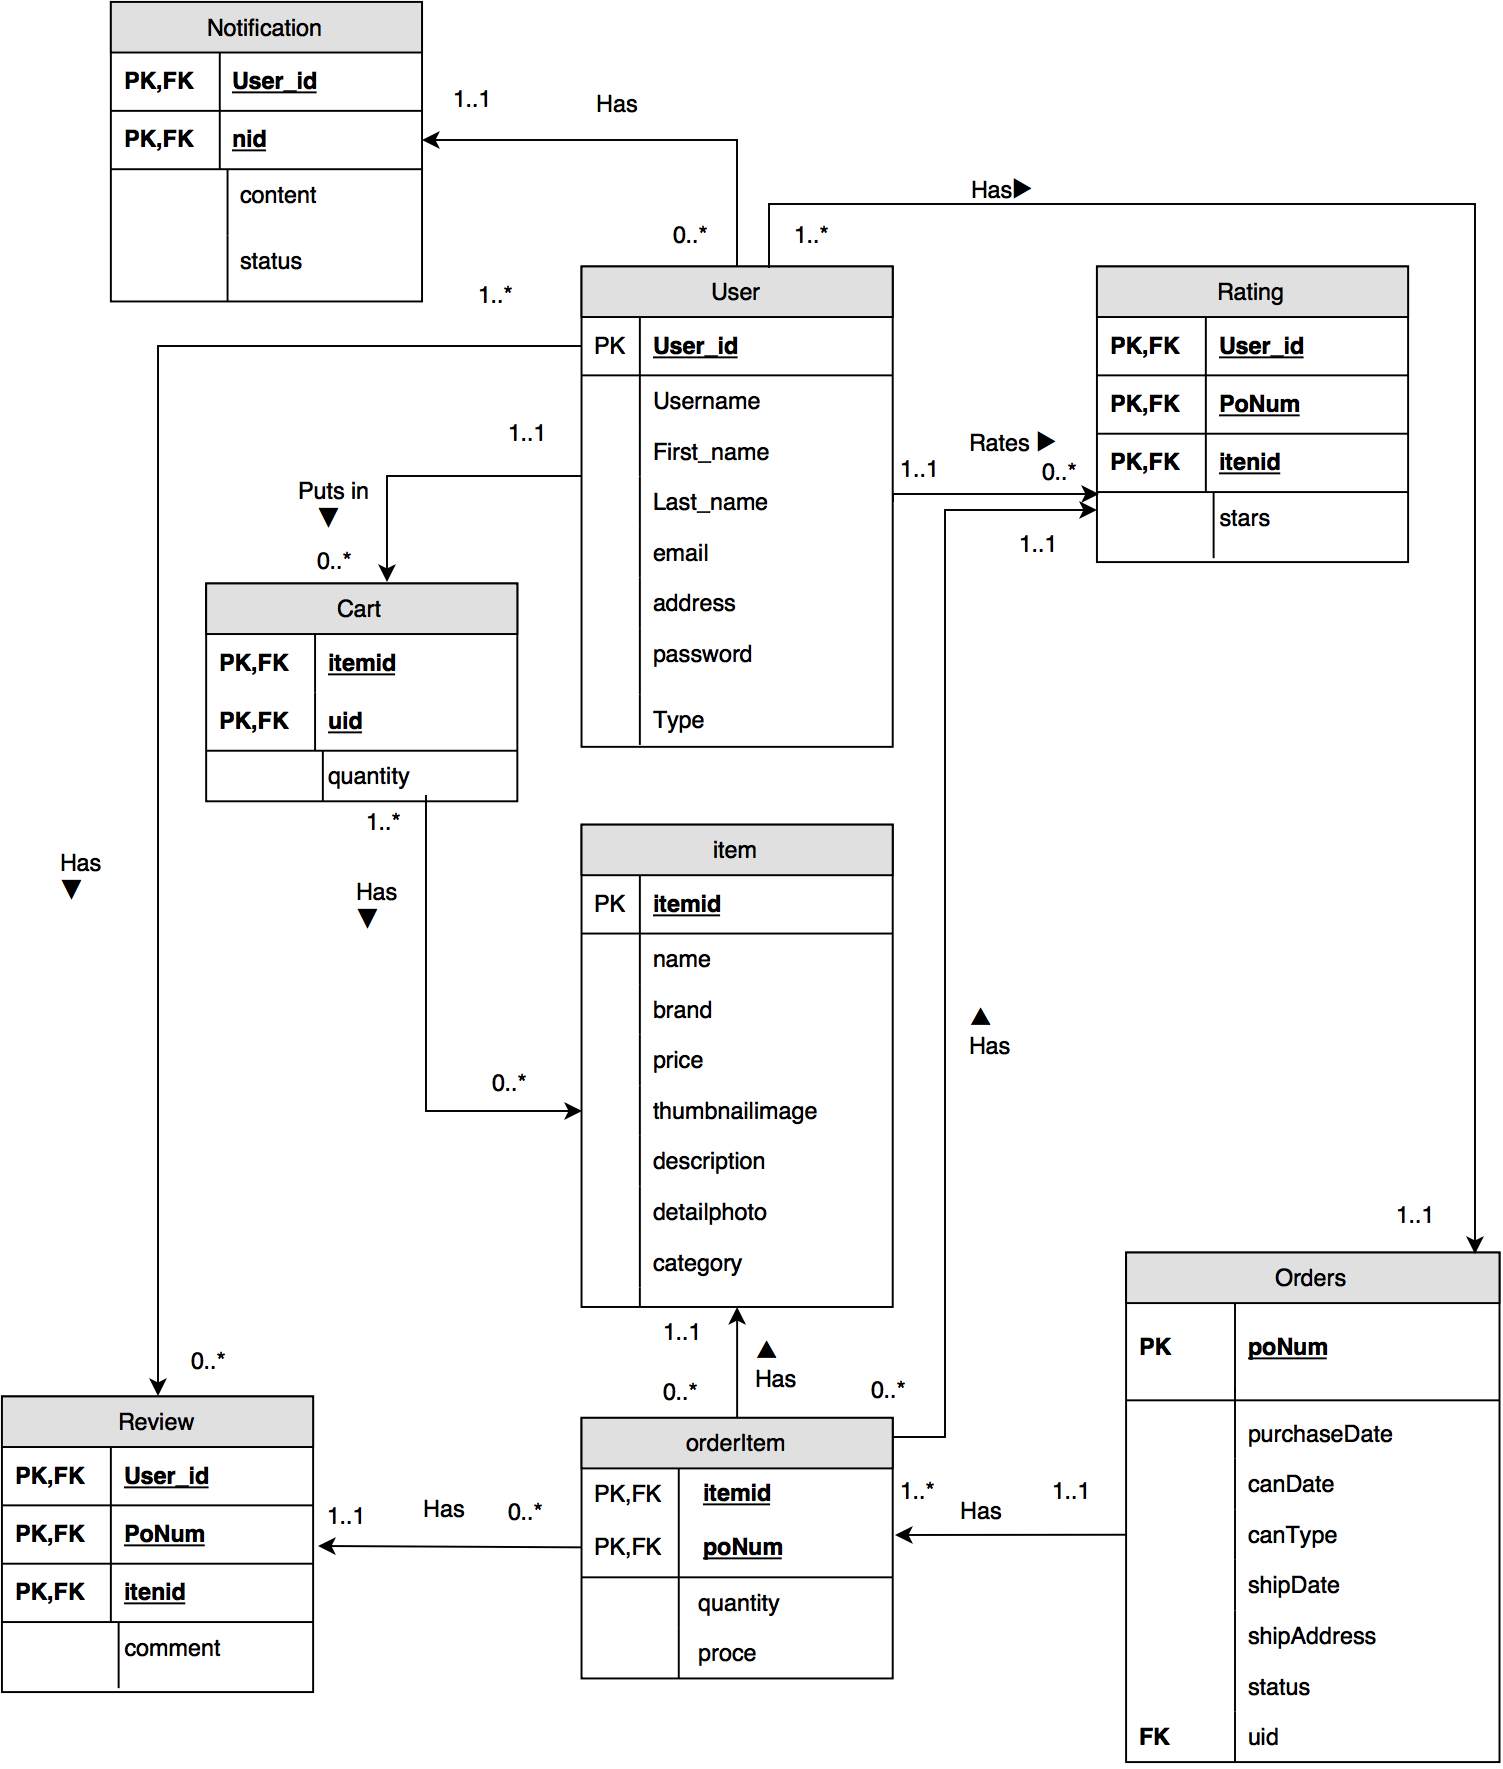 Notification
PK,FK User_id
PK,FK nid
content
status
1..1
Has
0..*
1..*
Has▶
1..*
User
PK User_id
Username
First_name
Last_name
email
address
password
Type
Rating
PK,FK User_id
PK,FK PoNum
PK,FK itenid
stars
Rates ▶
1..1
0..*
1..1
1..1
Puts in
▼
0..*
Cart
PK,FK itemid
PK,FK uid
quantity
1..*
Has
▼
Has
▼
0..*
item
PK itemid
name
brand
price
thumbnailimage
description
detailphoto
category
▲
Has
1..1
1..1
▲
Has
0..*
0..*
0..*
Review
PK,FK User_id
PK,FK PoNum
PK,FK itenid
comment
1..1
Has
0..*
orderItem
PK,FK itemid
PK,FK poNum
quantity
proce
1..*
Has
1..1
Orders
PK poNum
purchaseDate
canDate
canType
shipDate
shipAddress
status
FK uid